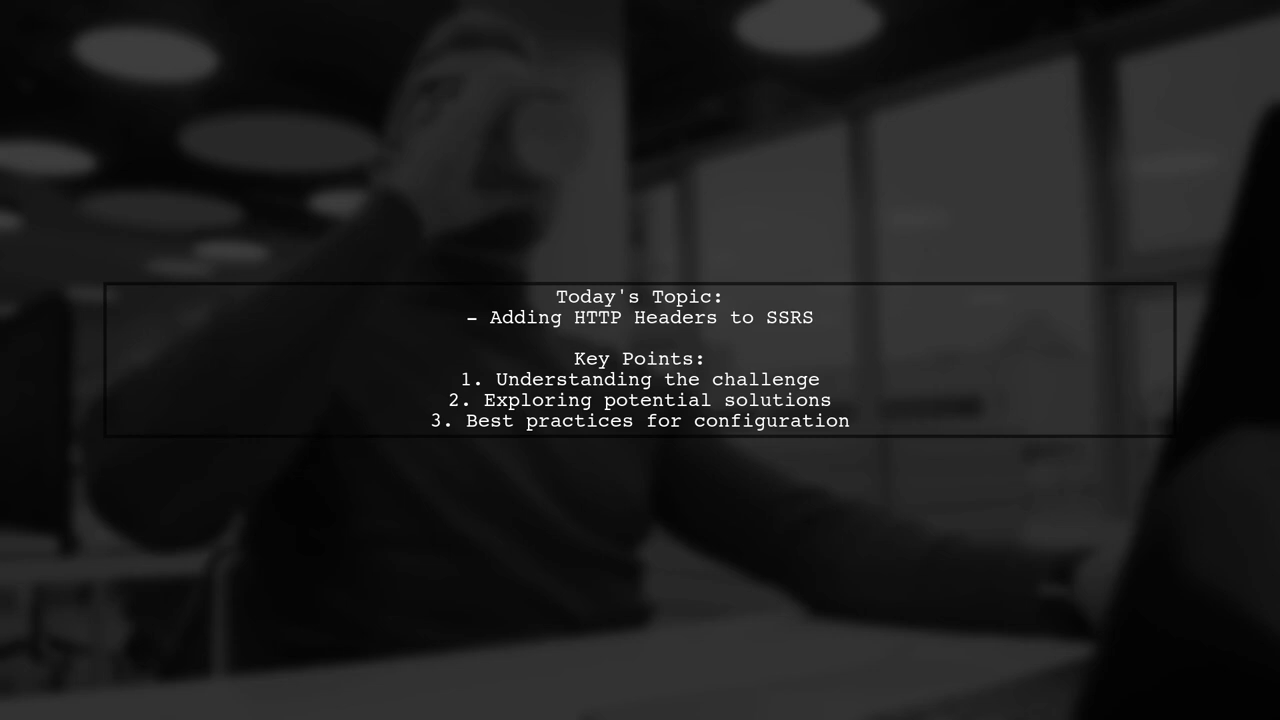 Today's Topic:
– Adding HTTP Headers to SSRS
Key Points:
1. Understanding the challenge
2. Exploring potential solutions
3. Best practices for configuration